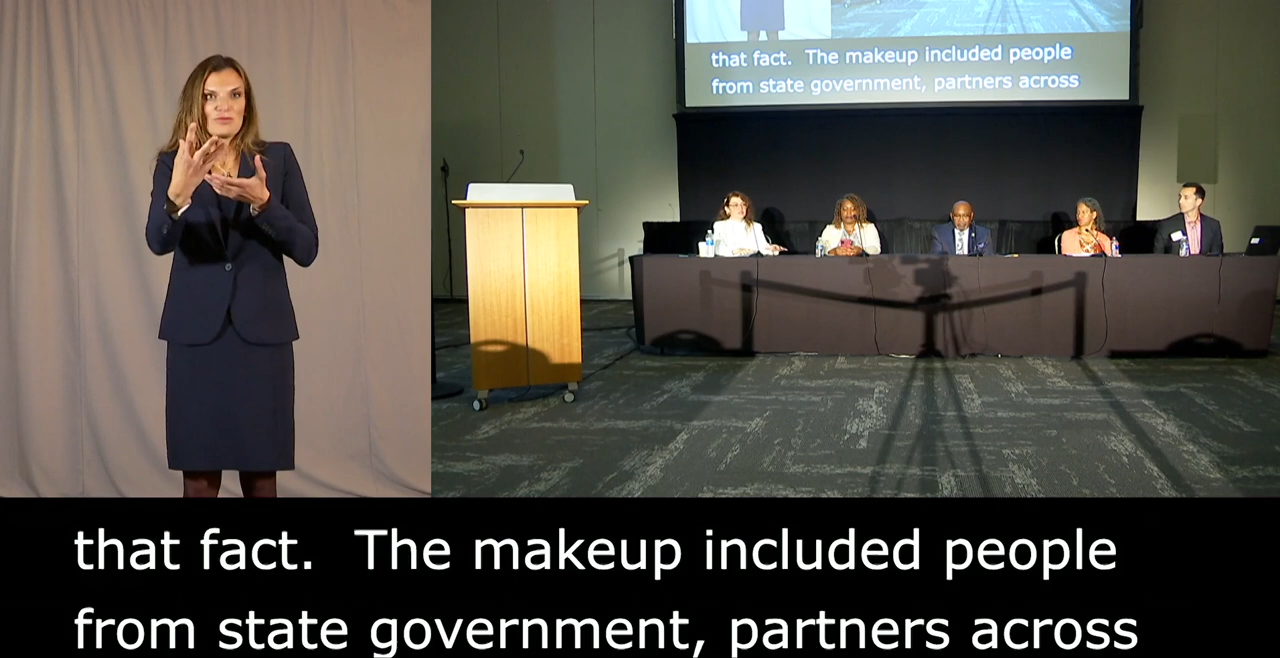 that fact. The makeup included people
from state government, partners across
that fact.  The makeup included people
from state government, partners across